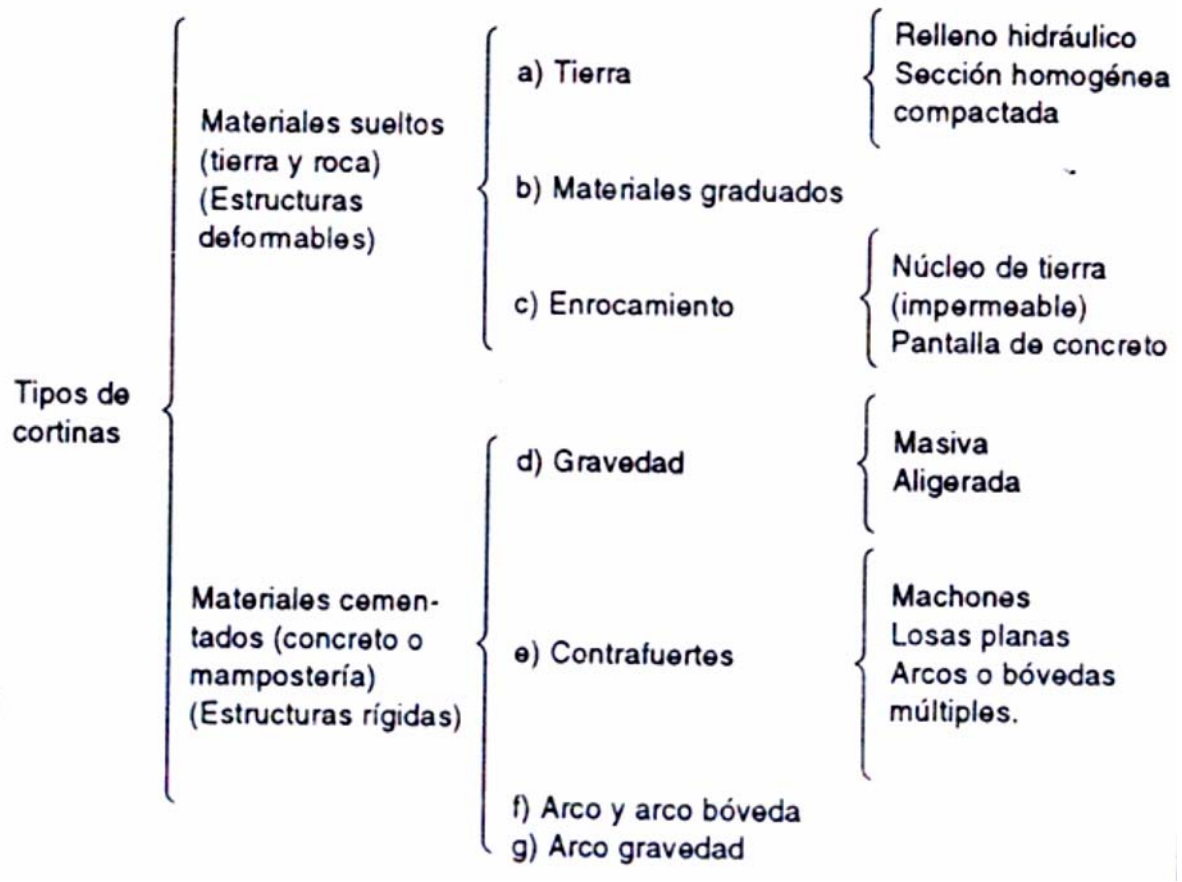 Tipos de
cortinas
Materiales sueltos
(tierra y roca)
(Estructuras
deformables)
a) Tierra
Relleno hidráulico
Sección homogénea
compactada
b) Materiales graduados
c) Enrocamiento
Núcleo de tierra
(impermeable)
Pantalla de concreto
Materiales cemen-
tados (concreto o
mampostería)
(Estructuras rígidas)
d) Gravedad
Masiva
Aligerada
e) Contrafuertes
Machones
Losas planas
Arcos o bóvedas
múltiples.
f) Arco y arco bóveda
g) Arco gravedad